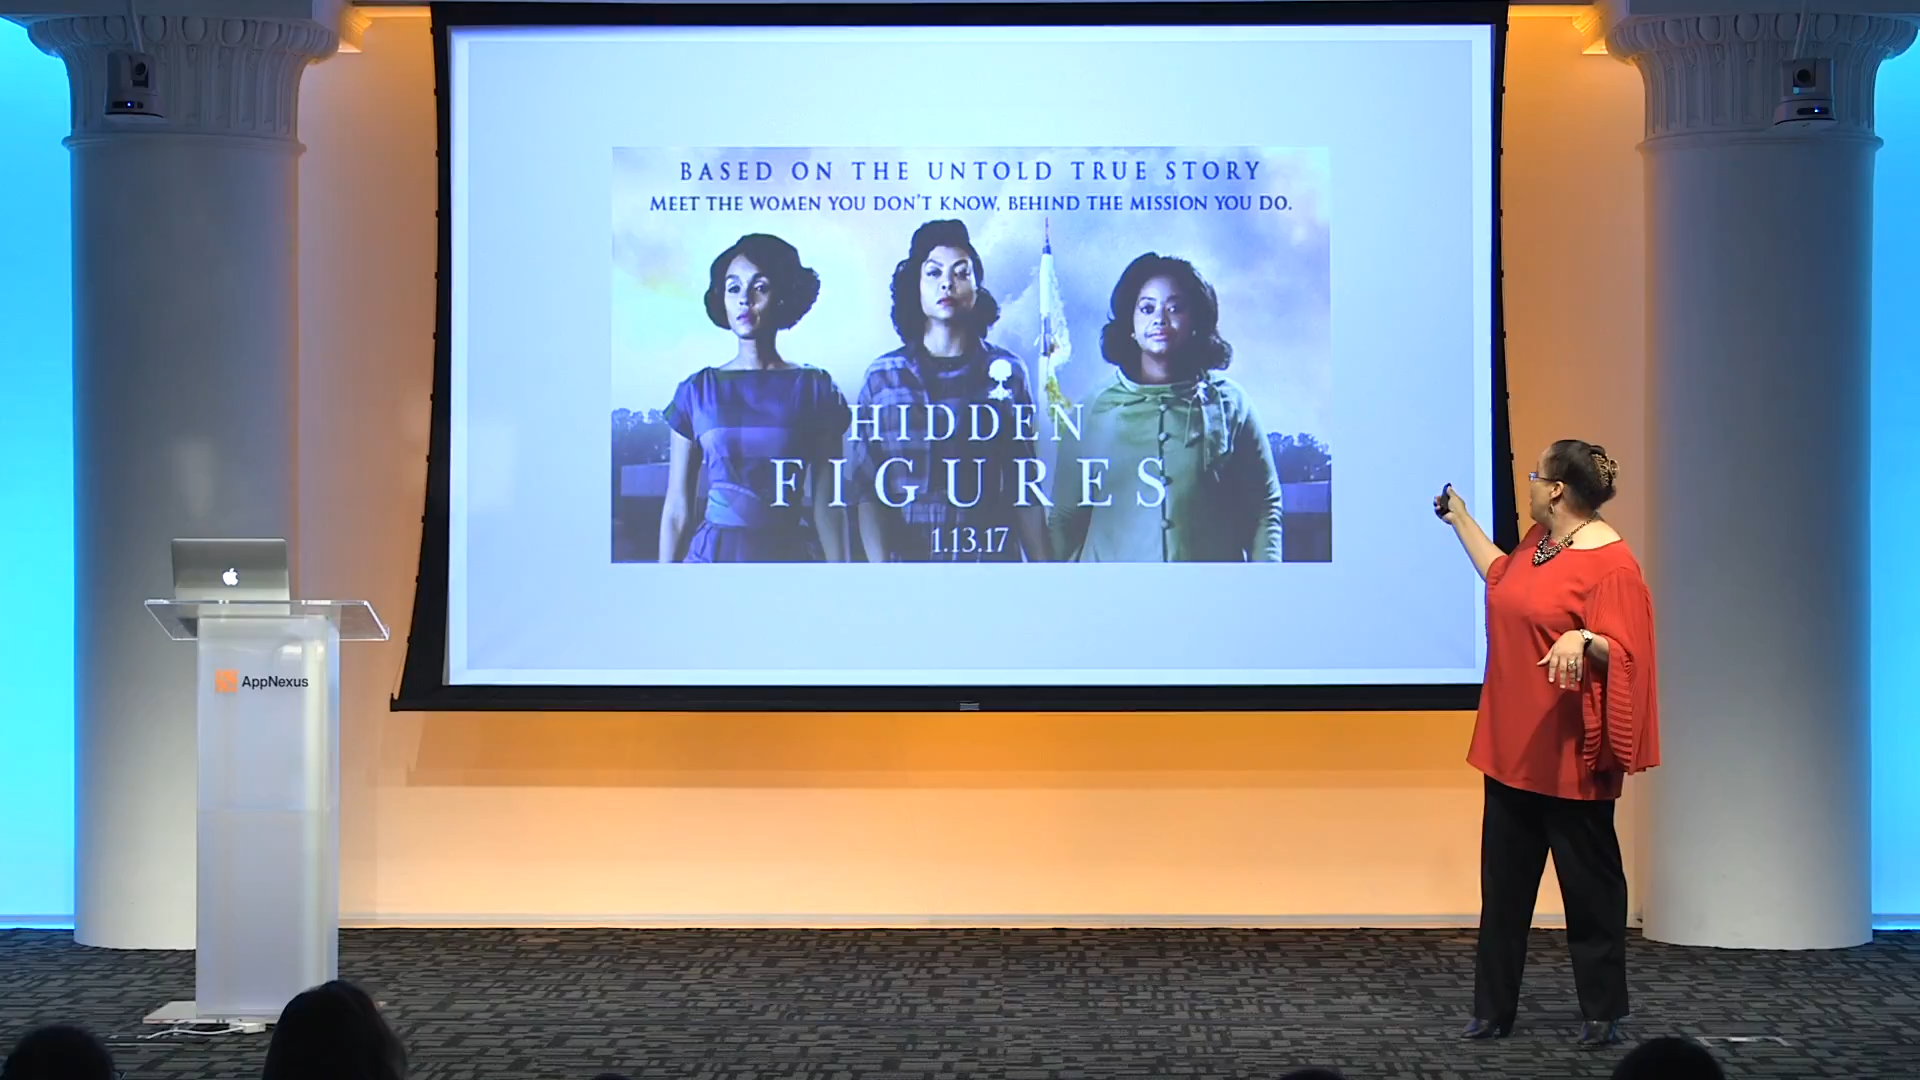 BASED ON THE UNTOLD TRUE STORY
MEET THE WOMEN YOU DON'T KNOW, BEHIND THE MISSION YOU DO.
HIDDEN
FIGURES
1.13.17
AppNexus